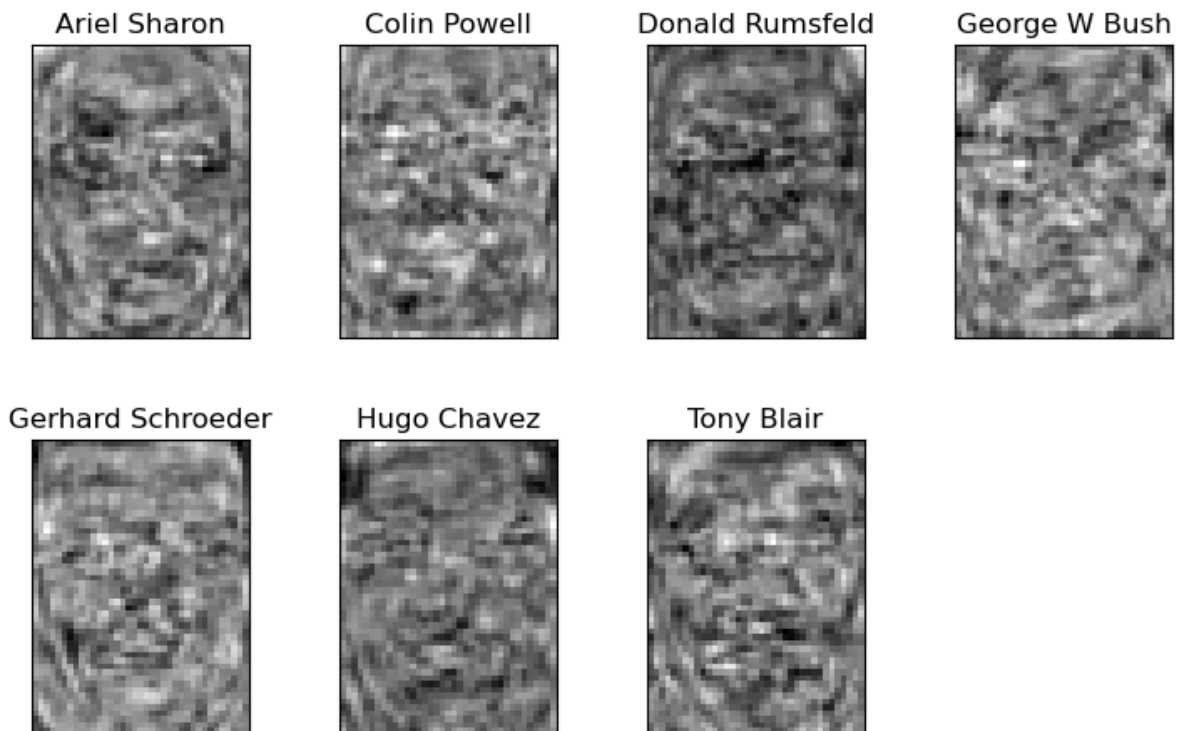 Ariel Sharon
Colin Powell
Donald Rumsfeld
George W Bush
Gerhard Schroeder
Hugo Chavez
Tony Blair